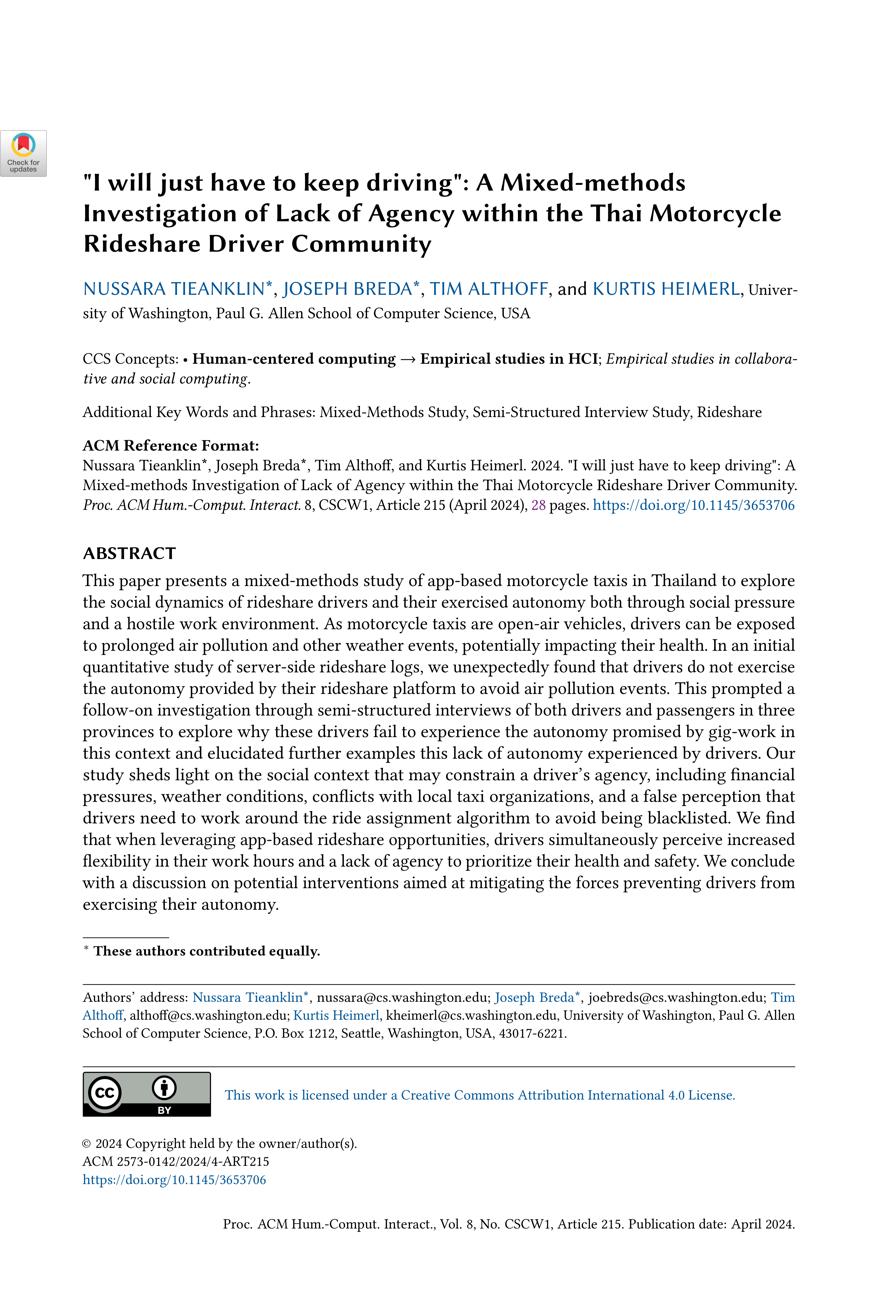 Check for
updates
"I will just have to keep driving": A Mixed-methods
Investigation of Lack of Agency within the Thai Motorcycle
Rideshare Driver Community
NUSSARA TIEANKLIN*, JOSEPH BREDA*, TIM ALTHOFF, and KURTIS HEIMERL, Univer-
sity of Washington, Paul G. Allen School of Computer Science, USA
CCS Concepts: • Human-centered computing → Empirical studies in HCI; Empirical studies in collabora-
tive and social computing.
Additional Key Words and Phrases: Mixed-Methods Study, Semi-Structured Interview Study, Rideshare
ACM Reference Format:
Nussara Tieanklin*, Joseph Breda*, Tim Althoff, and Kurtis Heimerl. 2024. "I will just have to keep driving": A
Mixed-methods Investigation of Lack of Agency within the Thai Motorcycle Rideshare Driver Community.
Proc. ACM Hum.-Comput. Interact. 8, CSCW1, Article 215 (April 2024), 28 pages. https://doi.org/10.1145/3653706
ABSTRACT
This paper presents a mixed-methods study of app-based motorcycle taxis in Thailand to explore
the social dynamics of rideshare drivers and their exercised autonomy both through social pressure
and a hostile work environment. As motorcycle taxis are open-air vehicles, drivers can be exposed
to prolonged air pollution and other weather events, potentially impacting their health. In an initial
quantitative study of server-side rideshare logs, we unexpectedly found that drivers do not exercise
the autonomy provided by their rideshare platform to avoid air pollution events. This prompted a
follow-on investigation through semi-structured interviews of both drivers and passengers in three
provinces to explore why these drivers fail to experience the autonomy promised by gig-work in
this context and elucidated further examples this lack of autonomy experienced by drivers. Our
study sheds light on the social context that may constrain a driver's agency, including financial
pressures, weather conditions, conflicts with local taxi organizations, and a false perception that
drivers need to work around the ride assignment algorithm to avoid being blacklisted. We find
that when leveraging app-based rideshare opportunities, drivers simultaneously perceive increased
flexibility in their work hours and a lack of agency to prioritize their health and safety. We conclude
with a discussion on potential interventions aimed at mitigating the forces preventing drivers from
exercising their autonomy.
* These authors contributed equally.
Authors' address: Nussara Tieanklin*, nussara@cs.washington.edu; Joseph Breda*, joebreds@cs.washington.edu; Tim
Althoff, althoff@cs.washington.edu; Kurtis Heimerl, kheimerl@cs.washington.edu, University of Washington, Paul G. Allen
School of Computer Science, P.O. Box 1212, Seattle, Washington, USA, 43017-6221.
CC BY
This work is licensed under a Creative Commons Attribution International 4.0 License.
© 2024 Copyright held by the owner/author(s).
ACM 2573-0142/2024/4-ART215
https://doi.org/10.1145/3653706
Proc. ACM Hum.-Comput. Interact., Vol. 8, No. CSCW1, Article 215. Publication date: April 2024.